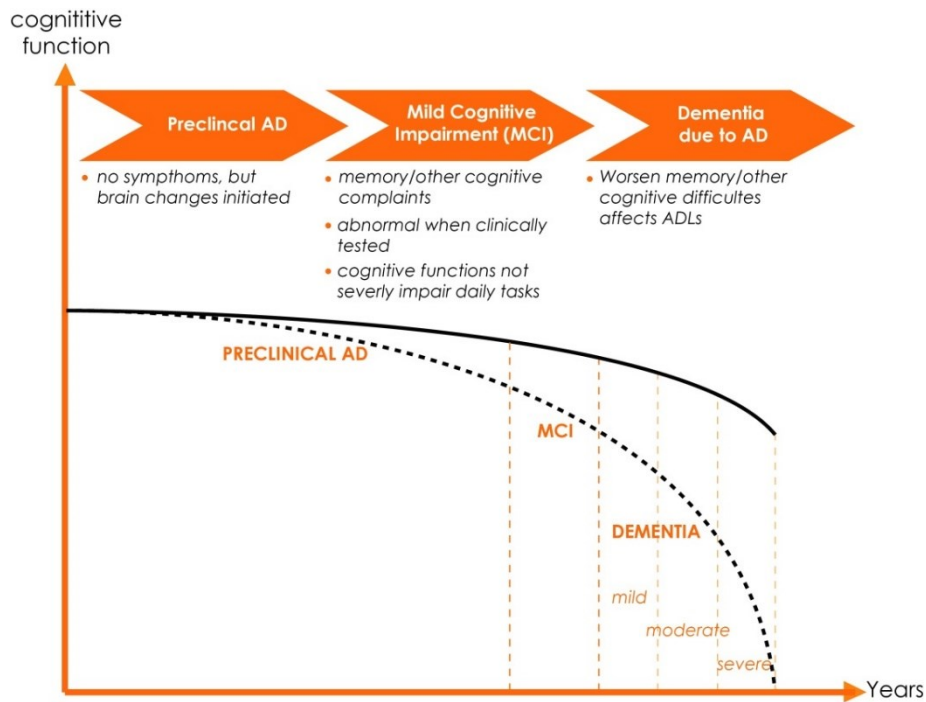 cognititive
function
Preclincal AD
Mild Cognitive
Impairment (MCI)
Dementia
due to AD
• no sympthoms, but
brain changes initiated
• memory/other cognitive
complaints
• abnormal when clinically
tested
• cognitive functions not
severly impair daily tasks
• Worsen memory/other
cognitive difficultes
affects ADLs
PRECLINICAL AD
MCI
DEMENTIA
mild
moderate
severe
Years